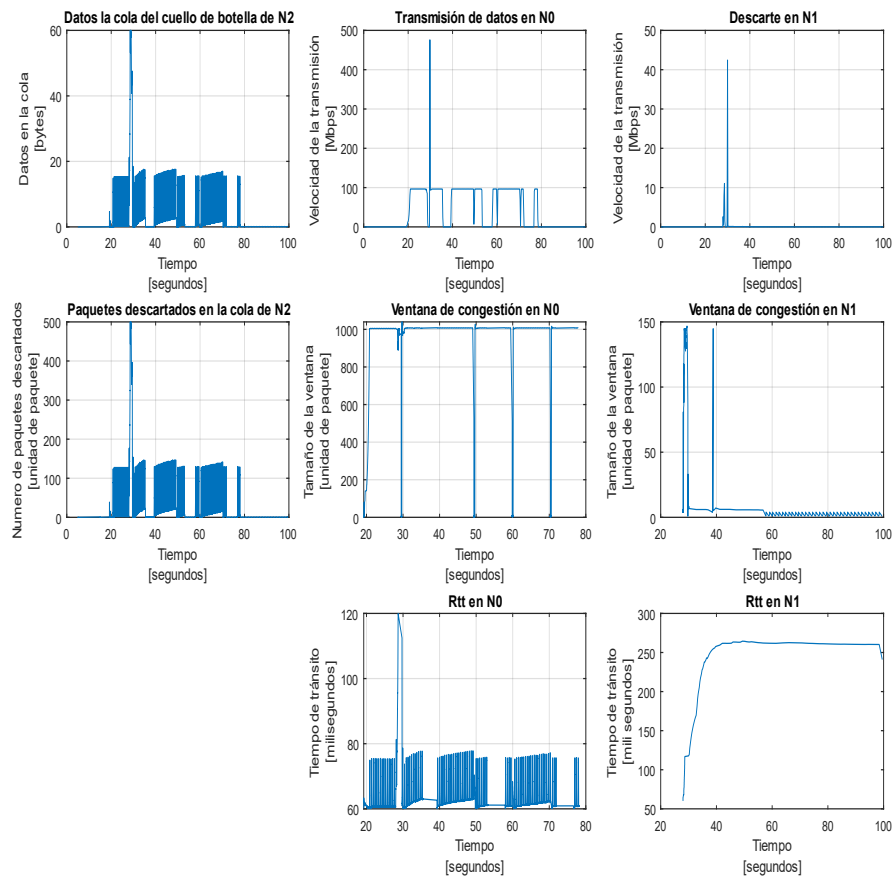 Datos la cola del cuello de botella de N2
Datos en la cola
[bytes]
60
40
20
0
0 20 40 60 80 100
Tiempo
[segundos]
Transmisión de datos en N0
Velocidad de la transmisión
[Mbps]
500
400
300
200
100
0
0 20 40 60 80 100
Tiempo
[segundos]
Descarte en N1
Velocidad de la transmisión
[Mbps]
50
40
30
20
10
0
0 20 40 60 80 100
Tiempo
[segundos]
Paquetes descartados en la cola de N2
Numero de paquetes descartados
[unidad de paquete]
500
400
300
200
100
0
0 20 40 60 80 100
Tiempo
[segundos]
Ventana de congestión en N0
Tamaño de la ventana
[unidad de paquete]
1000
800
600
400
200
0
20 30 40 50 60 70 80
Tiempo
[segundos]
Ventana de congestión en N1
Tamaño de la ventana
[unidad de paquete]
150
100
50
0
20 40 60 80 100
Tiempo
[segundos]
Rtt en N0
Tiempo de tránsito
[milisegundos]
120
100
80
60
20 30 40 50 60 70 80
Tiempo
[segundos]
Rtt en N1
Tiempo de tránsito
[mili segundos]
300
250
200
150
100
50
20 40 60 80 100
Tiempo
[segundos]